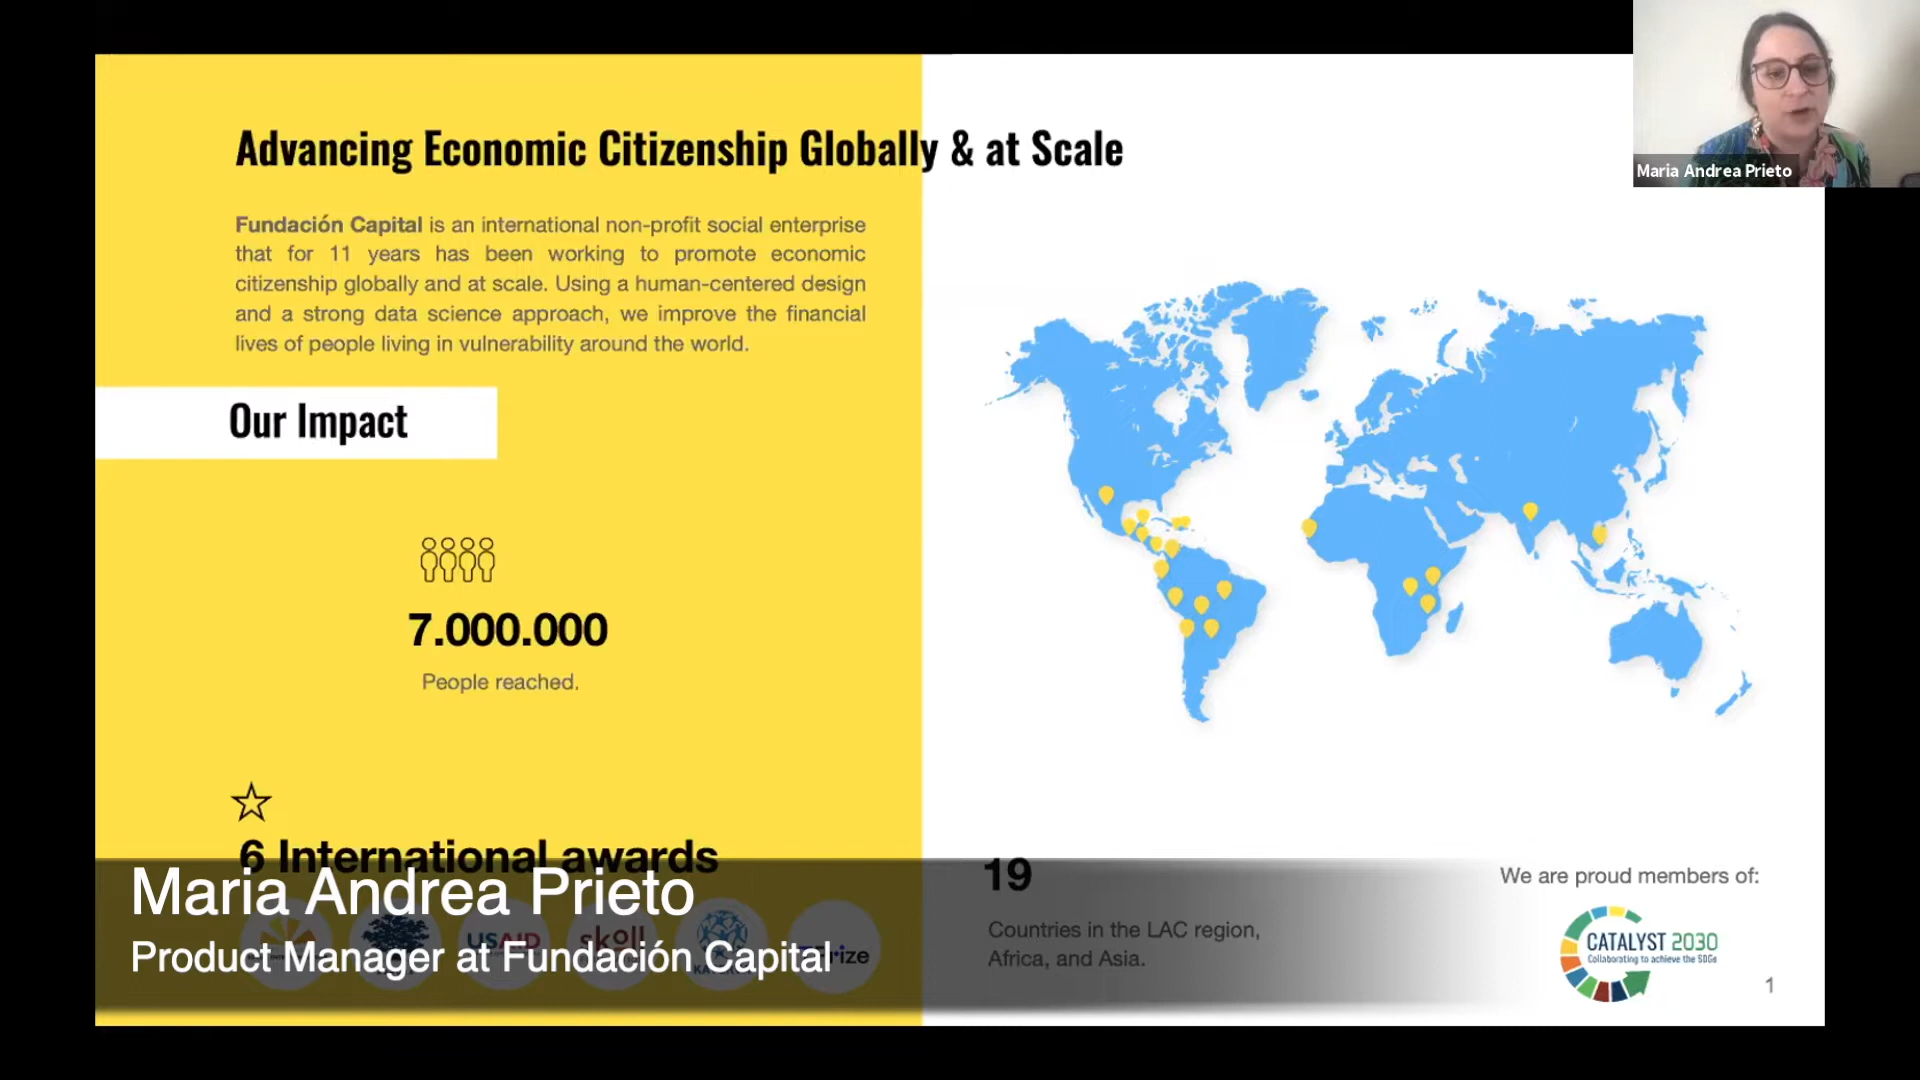 Advancing Economic Citizenship Globally & at Scale
Maria Andrea Prieto
Fundación Capital is an international non-profit social enterprise
that for 11 years has been working to promote economic
citizenship globally and at scale. Using a human-centered design
and a strong data science approach, we improve the financial
lives of people living in vulnerability around the world.
Our Impact
7.000.000
People reached.
6 International awards
19
Countries in the LAC region,
Africa, and Asia.
We are proud members of:
CATALYST 2030
Collaborating to achieve the SDGs
1
Maria Andrea Prieto
Product Manager at Fundación Capital
USAID
skoll